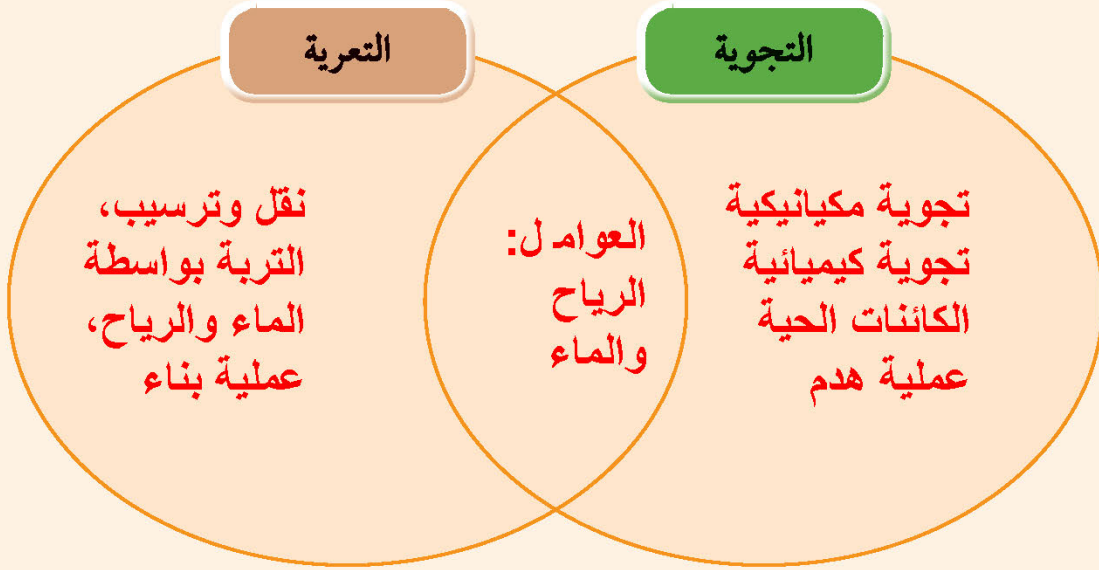 التجوية
التعرية
تجوية مكيانيكية
تجوية كيميائية
الكائنات الحية
عملية هدم
العوامـ ل:
الرياح
والماء
نقل وترسيب،
التربة بواسطة
الماء والرياح،
عملية بناء